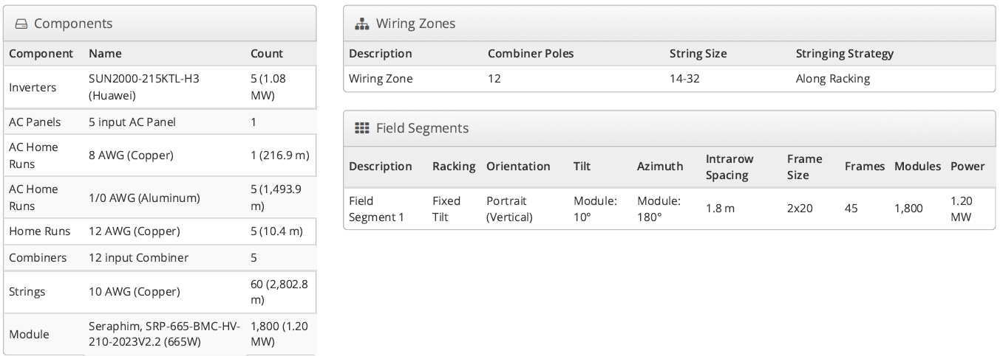 Components
Component Name Count
Inverters SUN2000-215KTL-H3 (Huawei) 5 (1.08 MW)
AC Panels 5 input AC Panel 1
AC Home Runs 8 AWG (Copper) 1 (216.9 m)
AC Home Runs 1/0 AWG (Aluminum) 5 (1,493.9 m)
Home Runs 12 AWG (Copper) 5 (10.4 m)
Combiners 12 input Combiner 5
Strings 10 AWG (Copper) 60 (2,802.8 m)
Module Seraphim, SRP-665-BMC-HV-210-2023V2.2 (665W) 1,800 (1.20 MW)
Wiring Zones
Description Combiner Poles String Size Stringing Strategy
Wiring Zone 12 14-32 Along Racking
Field Segments
Description Racking Orientation Tilt Azimuth Intrarow Spacing Frame Size Frames Modules Power
Field Segment 1 Fixed Tilt Portrait (Vertical) Module: 10° Module: 180° 1.8 m 2x20 45 1,800 1.20 MW